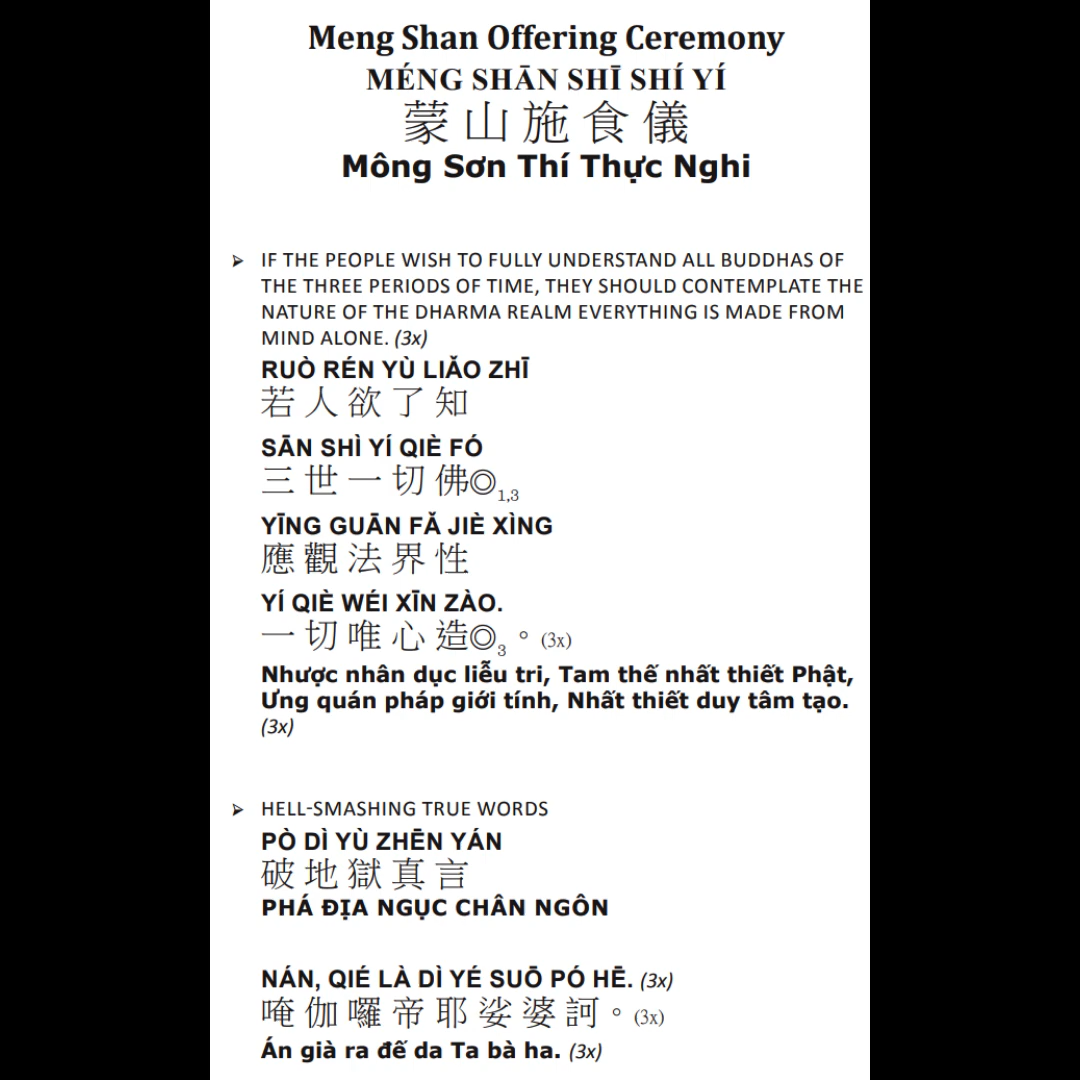 Meng Shan Offering Ceremony
MÉNG SHĀN SHĪ SHÍ YÍ
蒙山施食儀
Mông Sơn Thí Thực Nghi
➢ IF THE PEOPLE WISH TO FULLY UNDERSTAND ALL BUDDHAS OF
THE THREE PERIODS OF TIME, THEY SHOULD CONTEMPLATE THE
NATURE OF THE DHARMA REALM EVERYTHING IS MADE FROM
MIND ALONE. (3x)
RUÒ RÉN YÙ LIǍO ZHĪ
若人欲了知
SĀN SHÌ YÍ QIÈ FÓ
三世一切佛◎1,3
YĪNG GUĀN FǍ JIÈ XÌNG
應觀法界性
YÍ QIÈ WÉI XĪN ZÀO.
一切唯心造◎3。(3x)
Nhược nhân dục liễu tri, Tam thế nhất thiết Phật,
Ưng quán pháp giới tính, Nhất thiết duy tâm tạo.
(3x)
➢ HELL-SMASHING TRUE WORDS
PÒ DÌ YÙ ZHĒN YÁN
破地獄真言
PHÁ ĐỊA NGỤC CHÂN NGÔN
NÁN, QIÉ LÀ DÌ YÉ SUŌ PÓ HĒ. (3x)
唵伽囉帝耶娑婆訶。(3x)
Án già ra đế da Ta bà ha. (3x)